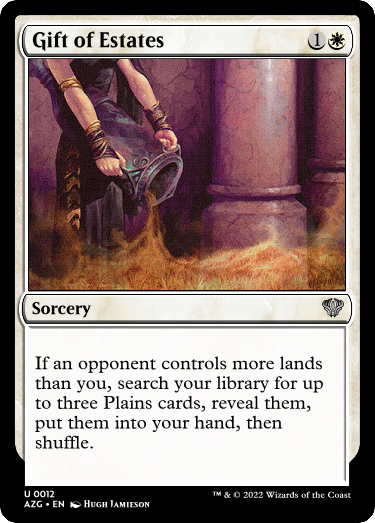 Gift of Estates 1
Sorcery
If an opponent controls more lands
than you, search your library for up
to three Plains cards, reveal them,
put them into your hand, then
shuffle.
U 0012
AZG • EN Hugh Jamieson
™ & © 2022 Wizards of the Coast